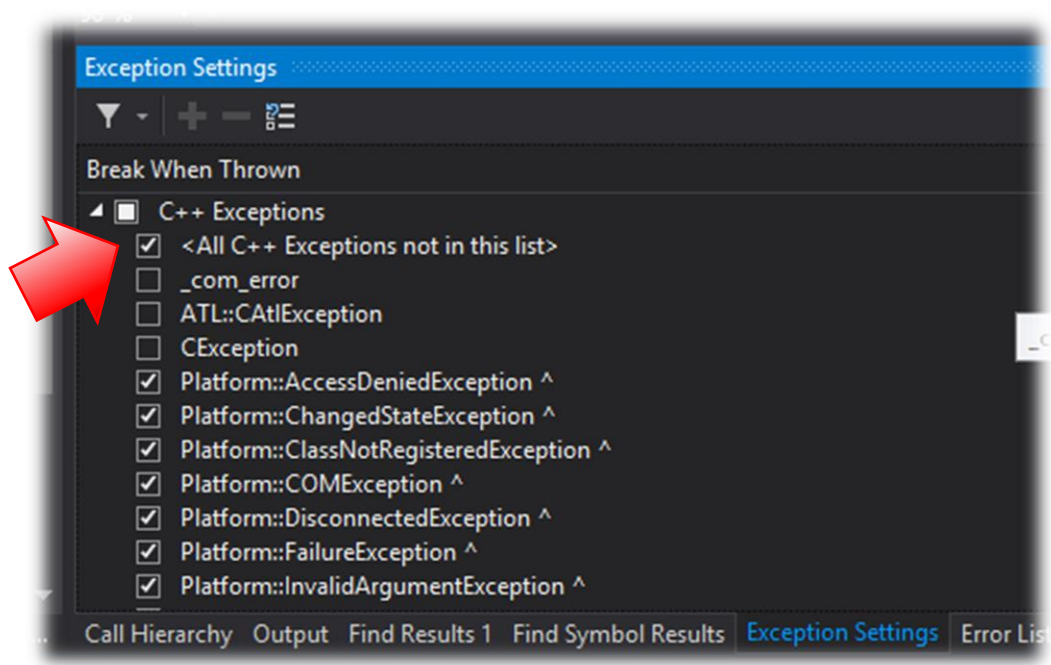 Exception Settings
Break When Thrown
C++ Exceptions
<All C++ Exceptions not in this list>
_com_error
ATL::CAtlException
CException
Platform::AccessDeniedException ^
Platform::ChangedStateException ^
Platform::ClassNotRegisteredException ^
Platform::COMException ^
Platform::DisconnectedException ^
Platform::FailureException ^
Platform::InvalidArgumentException ^
... Call Hierarchy Output Find Results 1 Find Symbol Results Exception Settings Error List